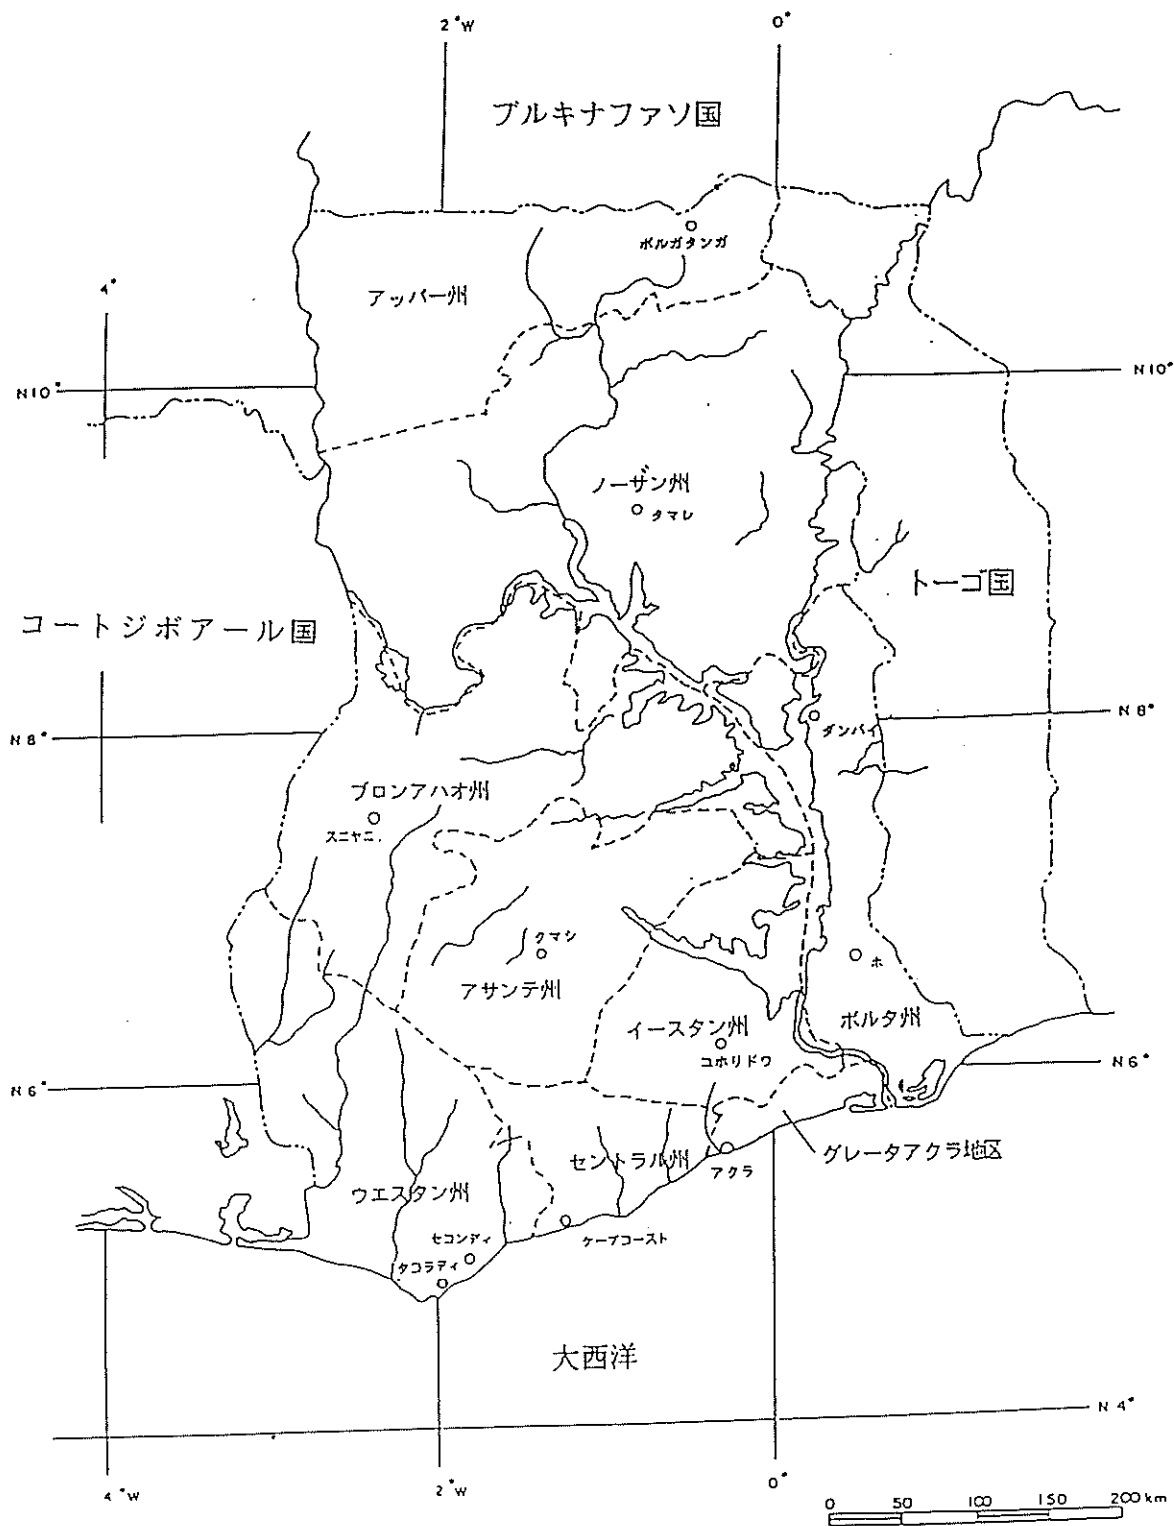 2°W
0°
ブルキナファソ国
ボルガタンガ
4°
アッパー州
N10°
N10°
ノーザン州
タマレ
トーゴ国
コートジボアール国
ダンバイ
N8°
N8°
ブロンアハオ州
スニヤニ
クマシ
ホ
アサンテ州
ボルタ州
イースタン州
コホリドワ
N6°
N6°
グレータアクラ地区
セントラル州
アクラ
ウエスタン州
ケープコースト
セコンディ
タコラディ
大西洋
N4°
4°W
2°W
0°
0 50 100 150 200km